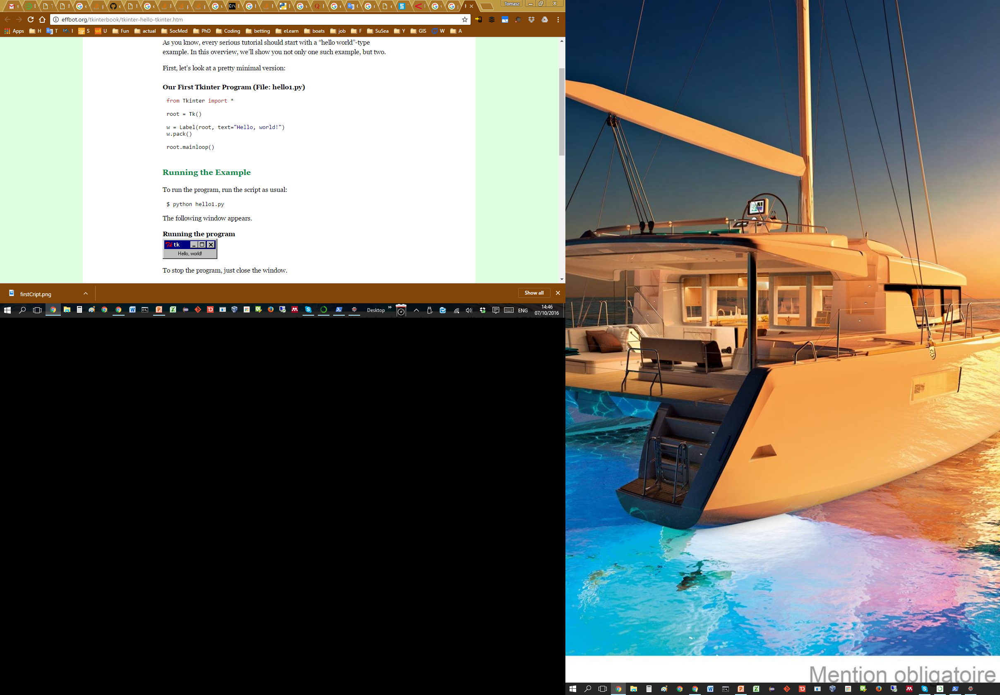 Tomasz
effbot.org/tkinterbook/tkinter-hello-tkinter.htm
Apps H T I S U Fun actual SocMed PhD Coding betting eLearn boats job F SuSea Y GIS W A
As you know, every serious tutorial should start with a “hello world”-type
example. In this overview, we’ll show you not only one such example, but two.
First, let’s look at a pretty minimal version:
Our First Tkinter Program (File: hello1.py)
from Tkinter import *
root = Tk()
w = Label(root, text="Hello, world!")
w.pack()
root.mainloop()
Running the Example
To run the program, run the script as usual:
$ python hello1.py
The following window appears.
Running the program
tk
Hello, world!
To stop the program, just close the window.
firstCript.png
Show all
Desktop
ENG
14:46
07/10/2016
Mention obligatoire